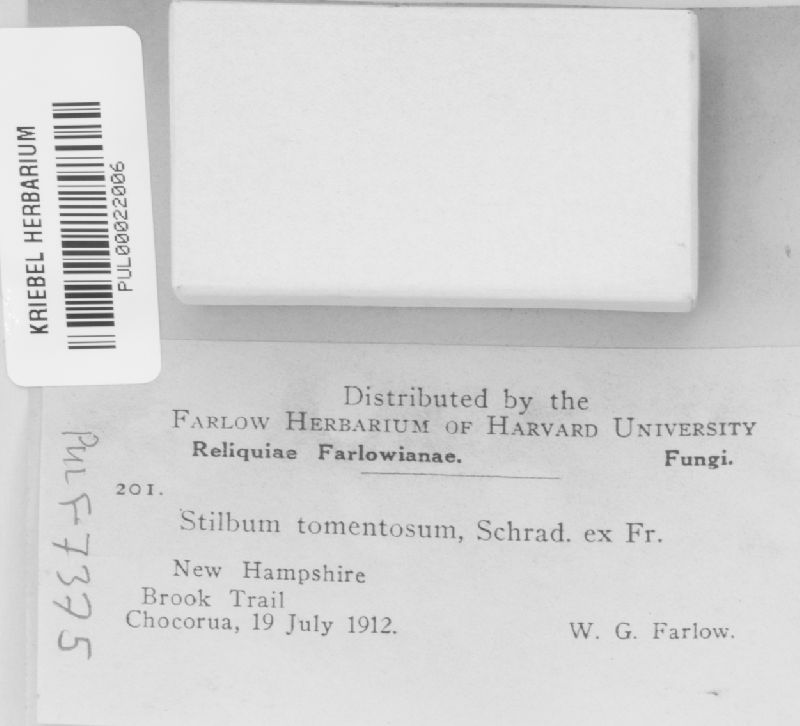 KRIEBEL HERBARIUM
PUL00022006
Distributed by the
FARLOW HERBARIUM OF HARVARD UNIVERSITY
Reliquiae Farlowianae. Fungi.
201.
Stilbum tomentosum, Schrad. ex Fr.
New Hampshire
Brook Trail
Chocorua, 19 July 1912. W. G. Farlow.
PUL F7375